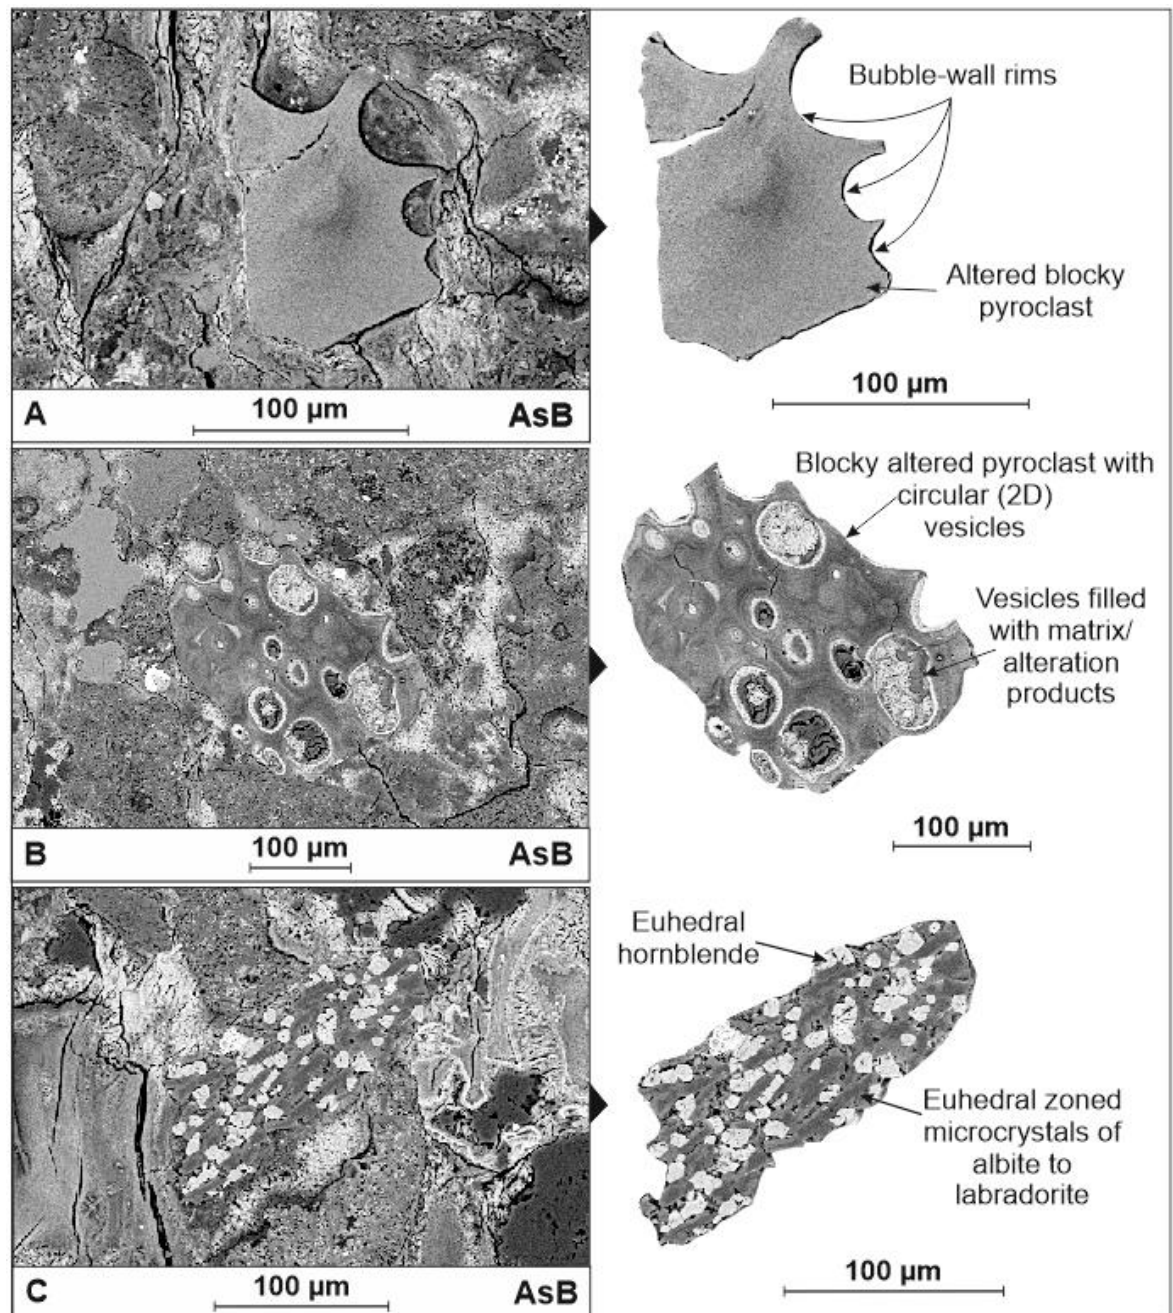 Bubble-wall rims
Altered blocky
pyroclast
100 µm
A
100 µm
AsB
Blocky altered pyroclast with
circular (2D)
vesicles
Vesicles filled
with matrix/
alteration
products
100 µm
B
100 µm
AsB
Euhedral
hornblende
Euhedral zoned
microcrystals of
albite to
labradorite
100 µm
C
100 µm
AsB